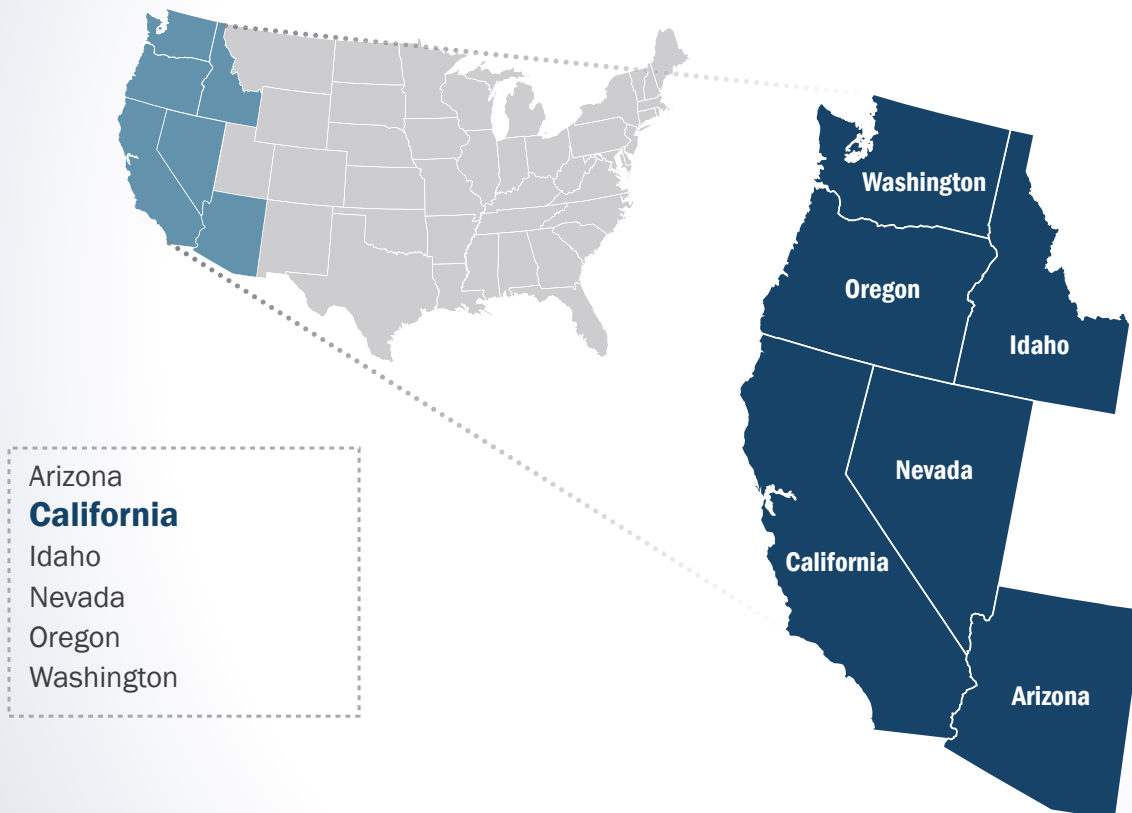 Washington
Oregon
Idaho
Nevada
California
Arizona
Arizona
California
Idaho
Nevada
Oregon
Washington